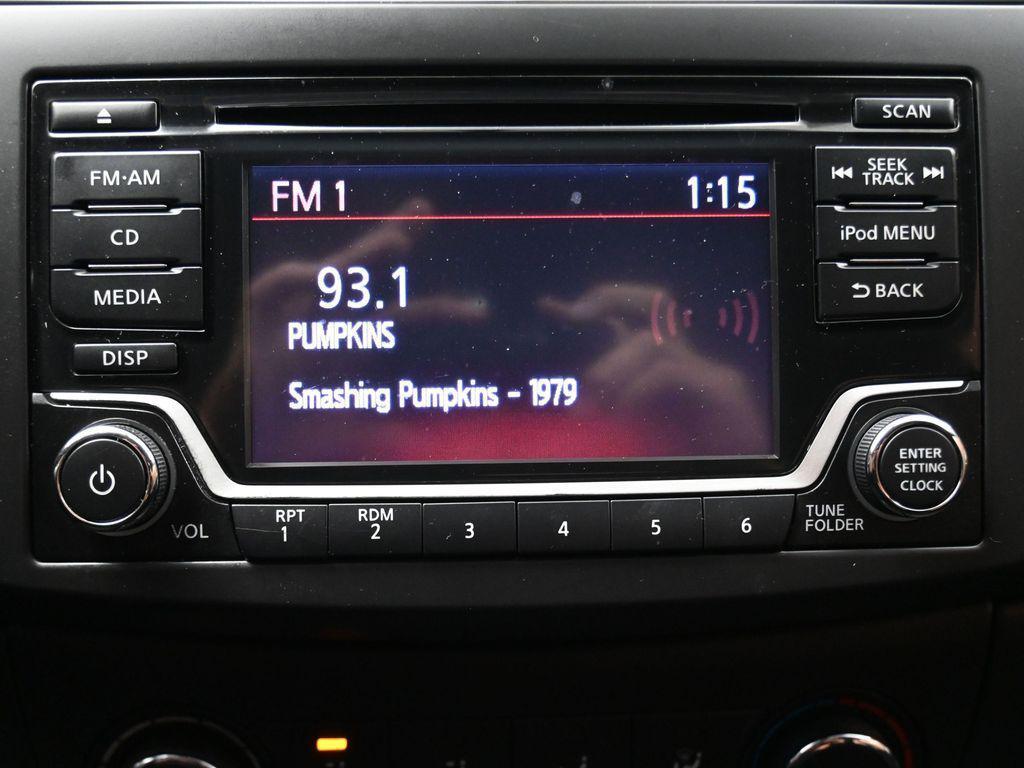 SCAN
FM·AM
SEEK
TRACK
FM 1
1:15
CD
iPod MENU
93.1
MEDIA
BACK
PUMPKINS
DISP
Smashing Pumpkins - 1979
ENTER
SETTING
CLOCK
VOL
RPT
1
RDM
2
3
4
5
6
TUNE
FOLDER